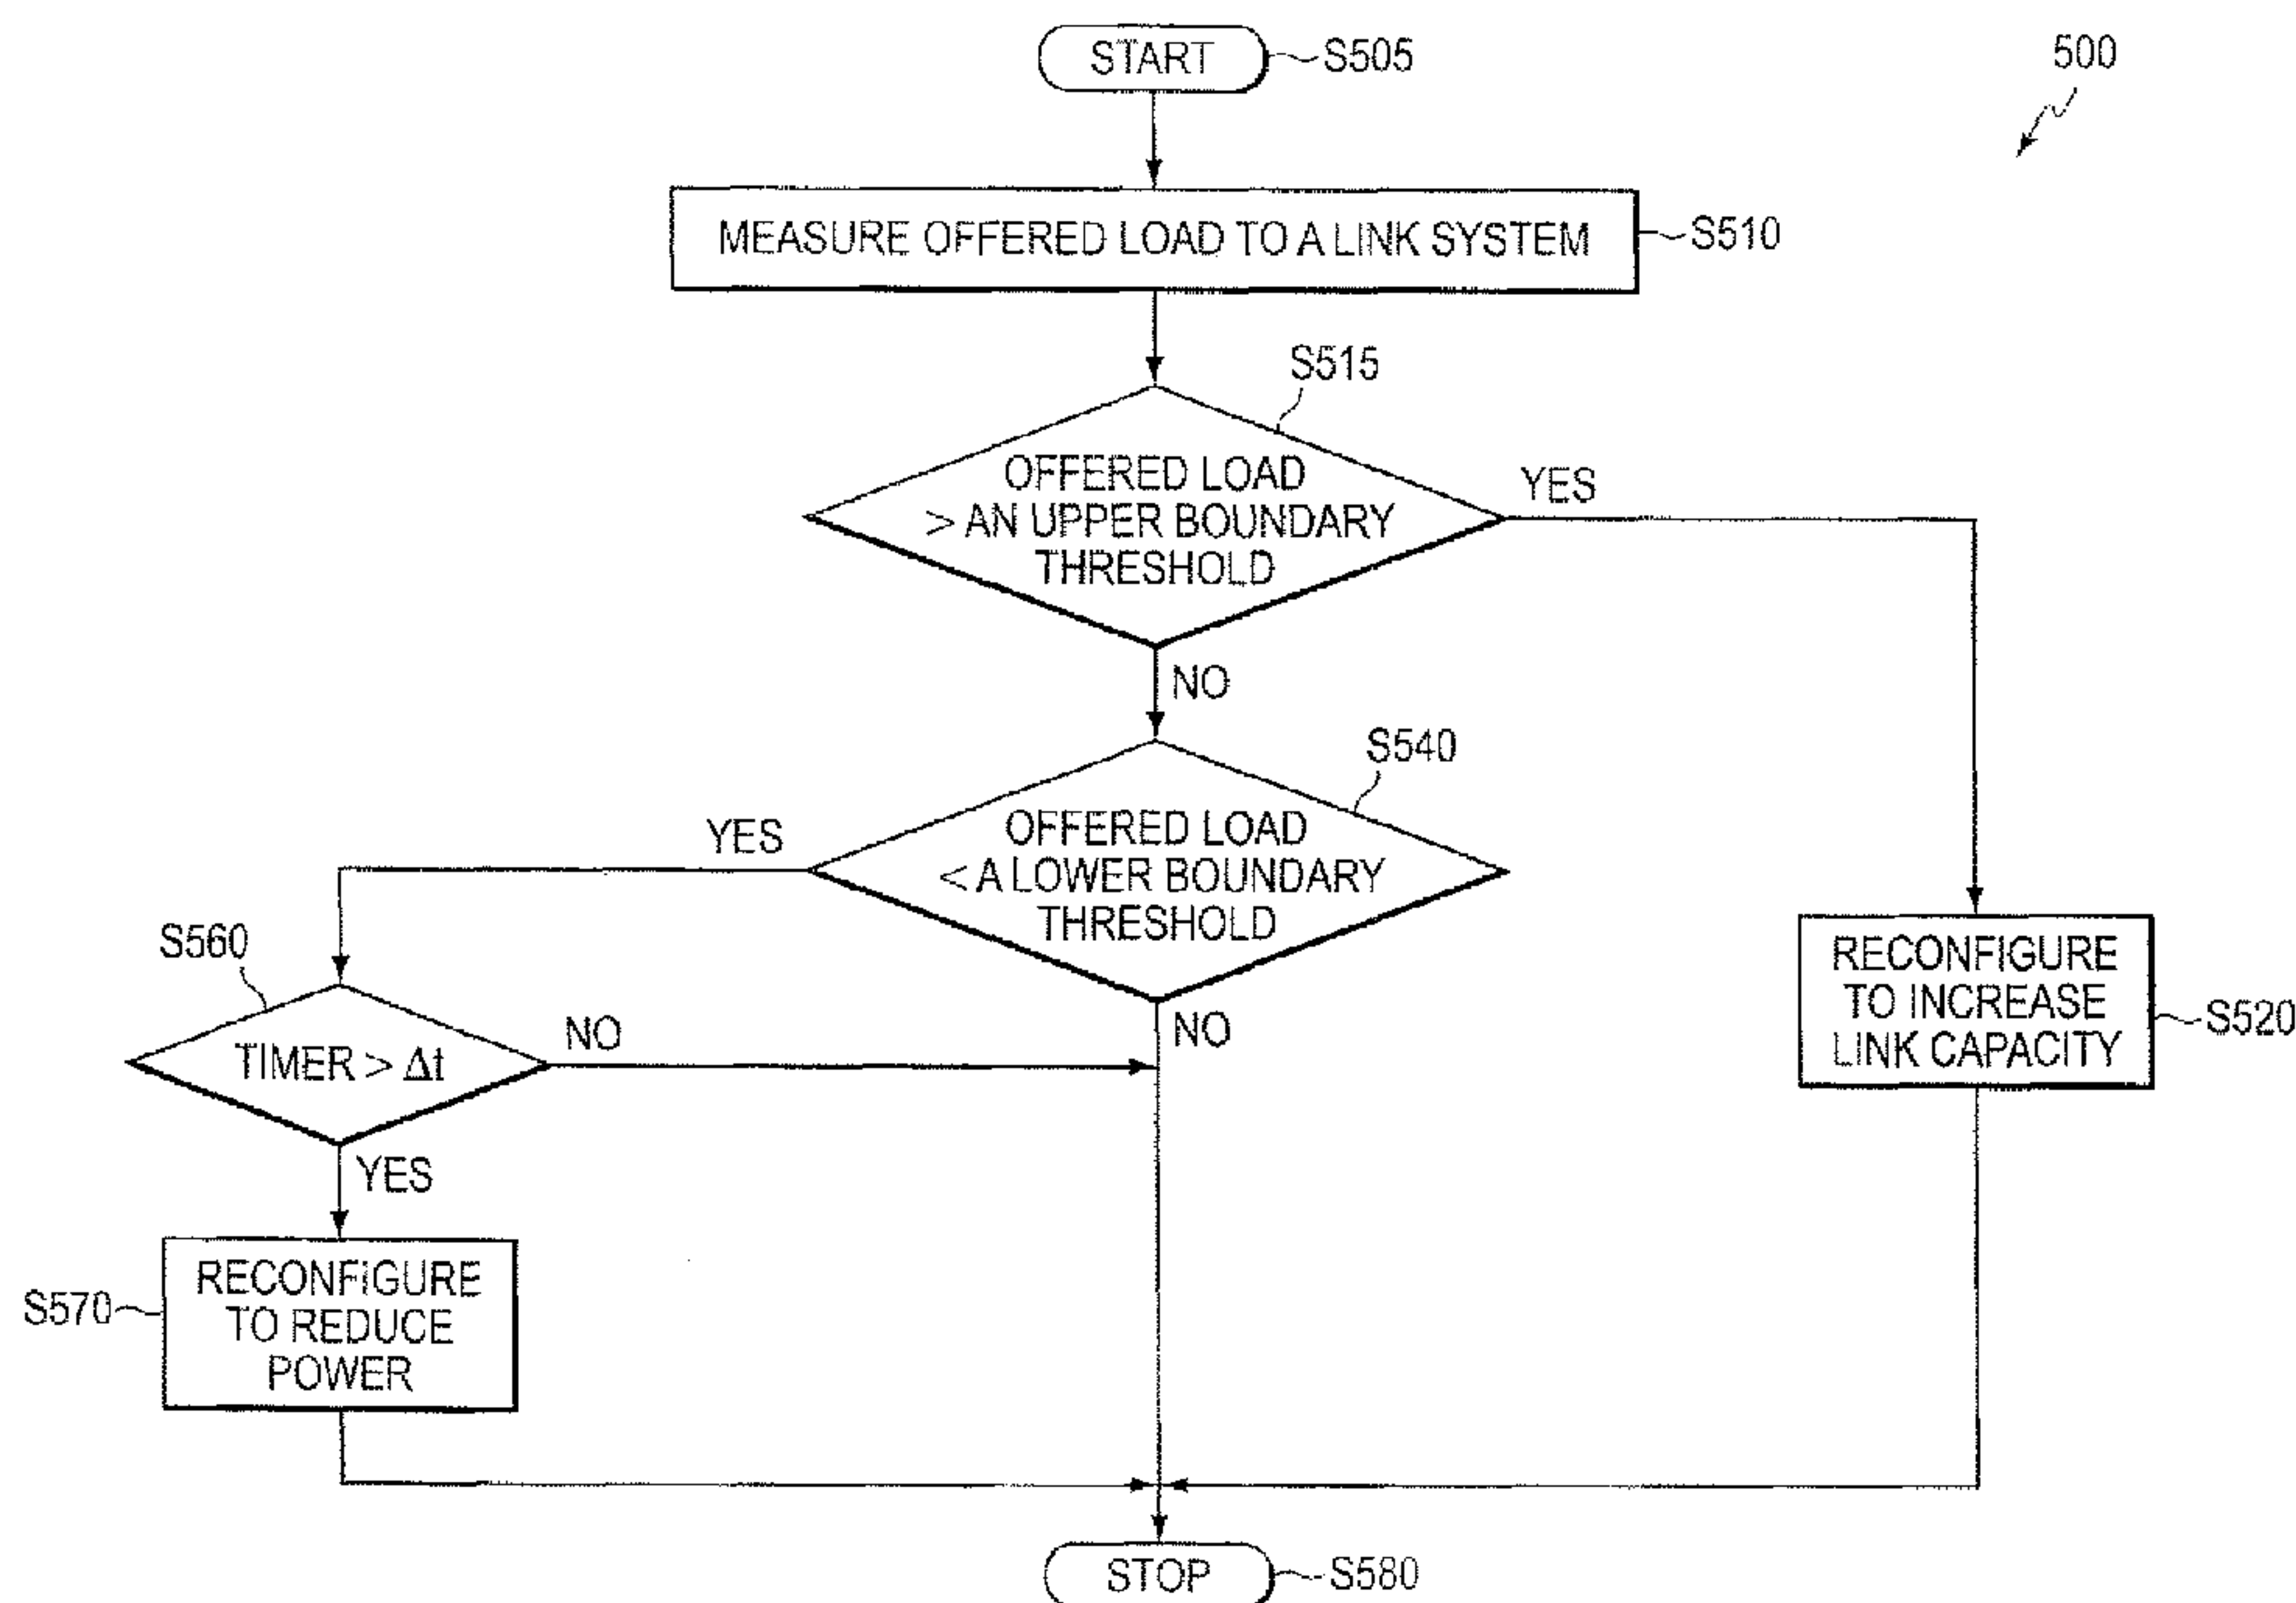 START
S505
500
MEASURE OFFERED LOAD TO A LINK SYSTEM
S510
S515
OFFERED LOAD
> AN UPPER BOUNDARY
THRESHOLD
YES
NO
S540
OFFERED LOAD
< A LOWER BOUNDARY
THRESHOLD
YES
NO
S560
TIMER > Δt
NO
YES
RECONFIGURE
TO INCREASE
LINK CAPACITY
S520
RECONFIGURE
TO REDUCE
POWER
S570
STOP
S580